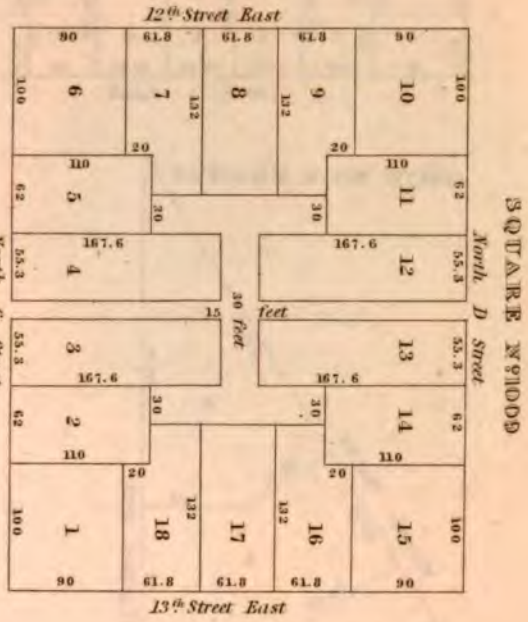 12th Street East
90 61.8 61.8 61.8 90
100 6 7 132 8 132 9 10 100
20 20
110 110
62 5 30 30 11 62
167.6 167.6
55.3 4 12 55.3
15 feet
30 feet
55.3 3 13 55.3
167.6 167.6
62 2 30 30 14 62
110 110
20 20
100 1 18 132 17 132 16 15 100
90 61.8 61.8 61.8 90
13th Street East
North D Street
SQUARE Nº 1009